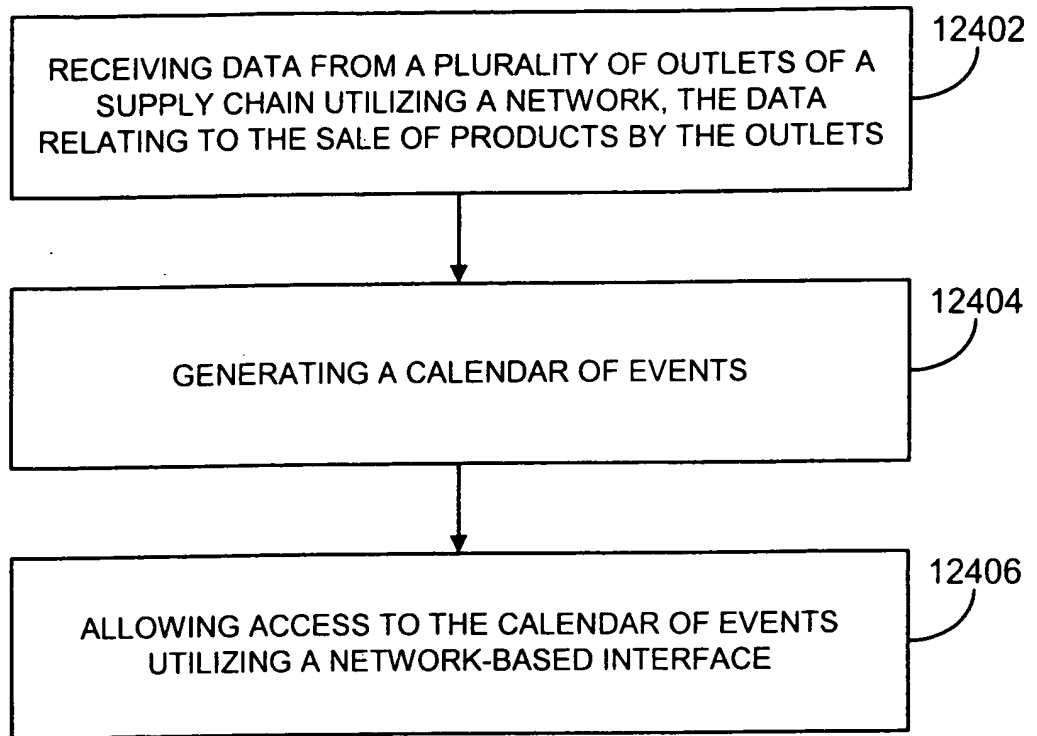 12402
RECEIVING DATA FROM A PLURALITY OF OUTLETS OF A
SUPPLY CHAIN UTILIZING A NETWORK, THE DATA
RELATING TO THE SALE OF PRODUCTS BY THE OUTLETS
12404
GENERATING A CALENDAR OF EVENTS
12406
ALLOWING ACCESS TO THE CALENDAR OF EVENTS
UTILIZING A NETWORK-BASED INTERFACE